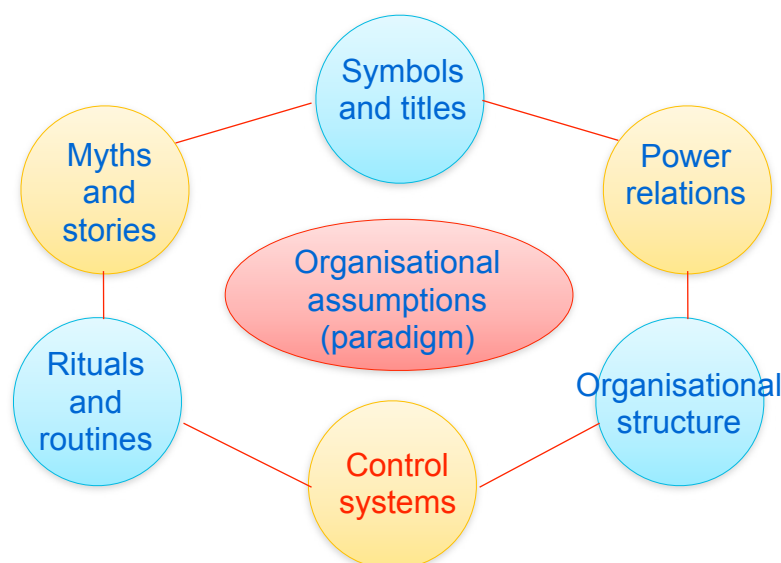 Symbols
and titles
Myths
and
stories
Power
relations
Organisational
assumptions
(paradigm)
Rituals
and
routines
Organisational
structure
Control
systems